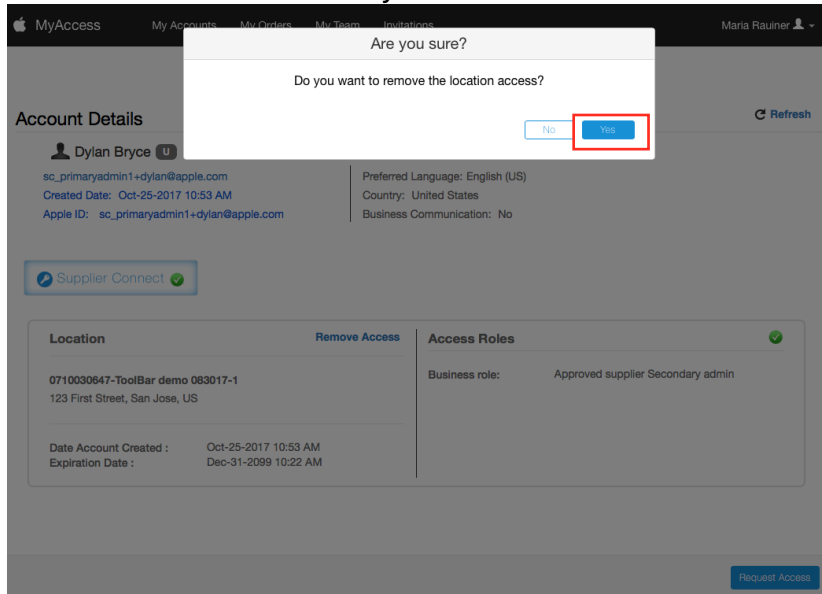 MyAccess My Accounts My Orders My Team Invitations Maria Rauiner
Are you sure?
Do you want to remove the location access?
No Yes
Account Details Refresh
Dylan Bryce U
sc_primaryadmin1+dylan@apple.com Preferred Language: English (US)
Created Date: Oct-25-2017 10:53 AM Country: United States
Apple ID: sc_primaryadmin1+dylan@apple.com Business Communication: No
Supplier Connect
Location Remove Access Access Roles
0710030647-ToolBar demo 083017-1 Business role: Approved supplier Secondary admin
123 First Street, San Jose, US
Date Account Created : Oct-25-2017 10:53 AM
Expiration Date : Dec-31-2099 10:22 AM
Request Access